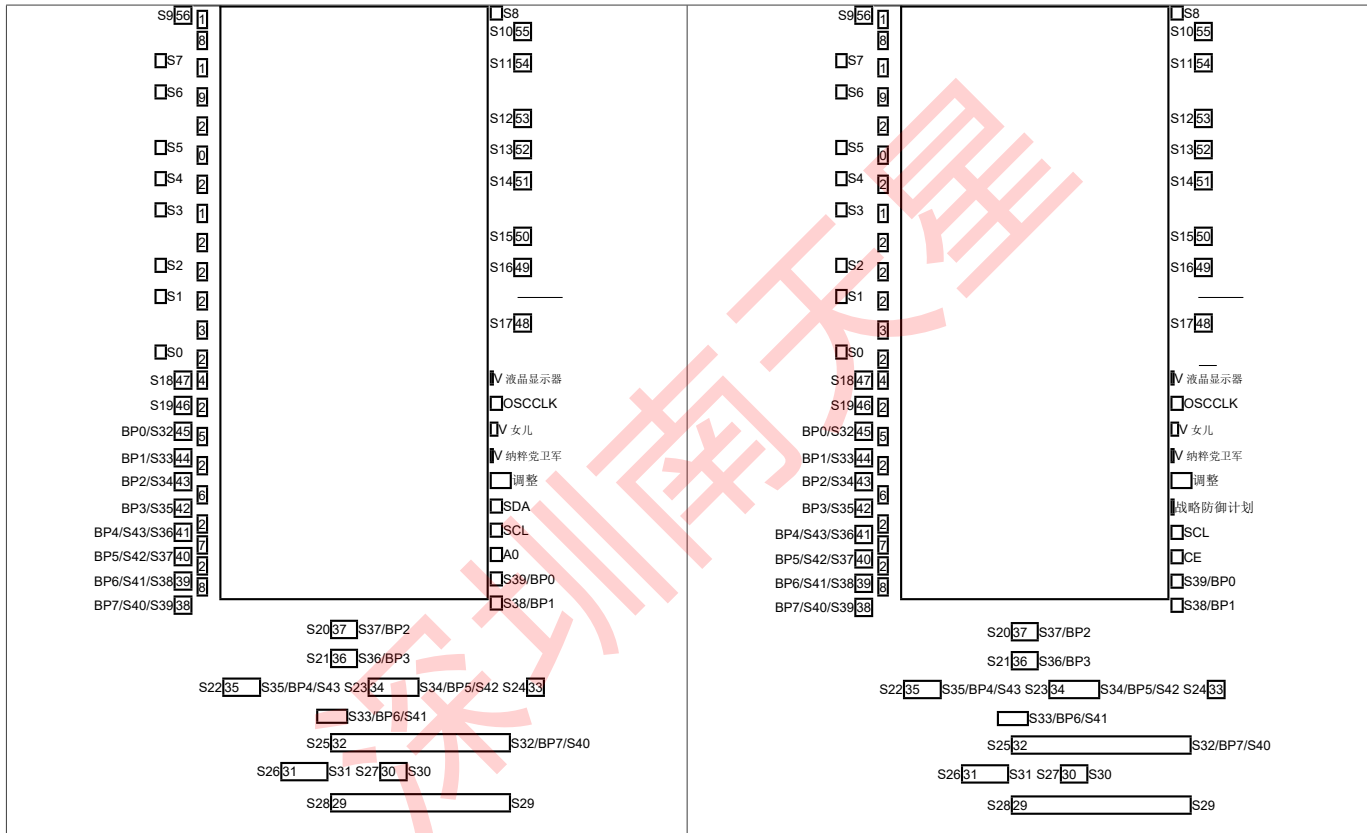 S9 56 1 S8
8 S10 55
S7 1 S11 54
S6 9
2 S12 53
S5 0 S13 52
S4 2 S14 51
S3 1
2 S15 50
S2 2 S16 49
S1 2
3 S17 48
S0 2
S18 47 4 V 液晶显示器
S19 46 2 OSCCLK
BP0/S32 45 5 V 女儿
BP1/S33 44 2 V 纳粹党卫军
BP2/S34 43 调整
BP3/S35 42 6 SDA
BP4/S43/S36 41 2 SCL
BP5/S42/S37 40 7 2 A0
BP6/S41/S38 39 8 S39/BP0
BP7/S40/S39 38 S38/BP1
S20 37 S37/BP2
S21 36 S36/BP3
S22 35 S35/BP4/S43 S23 34 S34/BP5/S42 S24 33
S33/BP6/S41
S25 32 S32/BP7/S40
S26 31 S31 S27 30 S30
S28 29 S29
S9 56 1 S8
8 S10 55
S7 1 S11 54
S6 9
2 S12 53
S5 0 S13 52
S4 2 S14 51
S3 1
2 S15 50
S2 2 S16 49
S1 2
3 S17 48
S0 2
S18 47 4 V 液晶显示器
S19 46 2 OSCCLK
BP0/S32 45 5 V 女儿
BP1/S33 44 2 V 纳粹党卫军
BP2/S34 43 调整
BP3/S35 42 6 战略防御计划
BP4/S43/S36 41 2 SCL
BP5/S42/S37 40 7 2 CE
BP6/S41/S38 39 8 S39/BP0
BP7/S40/S39 38 S38/BP1
S20 37 S37/BP2
S21 36 S36/BP3
S22 35 S35/BP4/S43 S23 34 S34/BP5/S42 S24 33
S33/BP6/S41
S25 32 S32/BP7/S40
S26 31 S31 S27 30 S30
S28 29 S29
深圳南天星